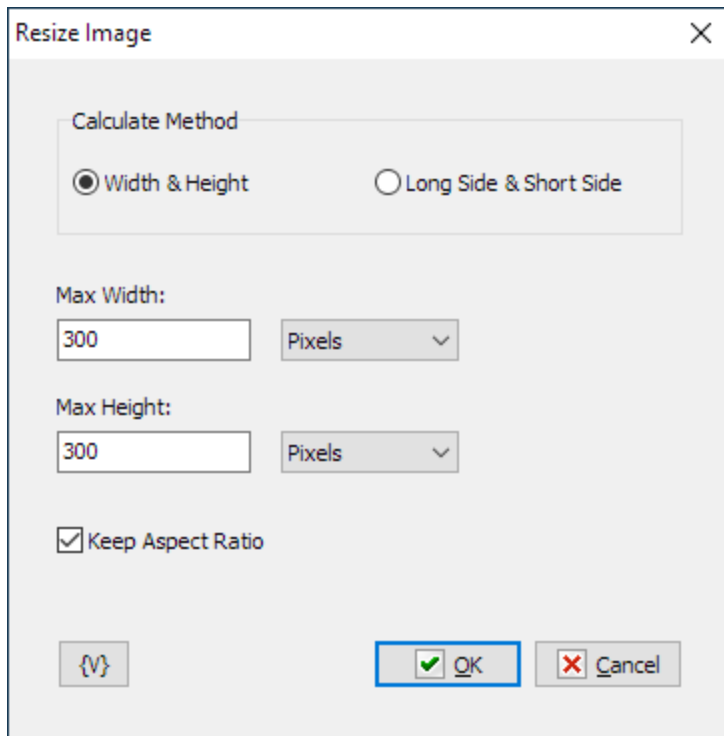 Resize Image
Calculate Method
Width & Height Long Side & Short Side
Max Width:
300 Pixels
Max Height:
300 Pixels
Keep Aspect Ratio
{V} OK Cancel